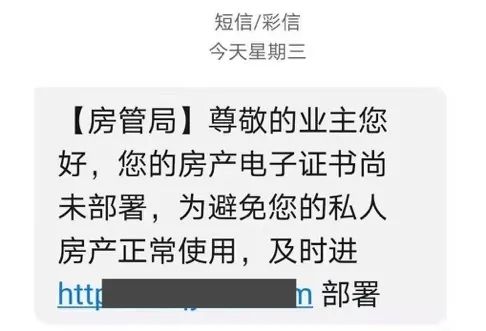 短信/彩信
今天星期三
【房管局】尊敬的业主您
好，您的房产电子证书尚
未部署，为避免您的私人
房产正常使用，及时进
http m 部署